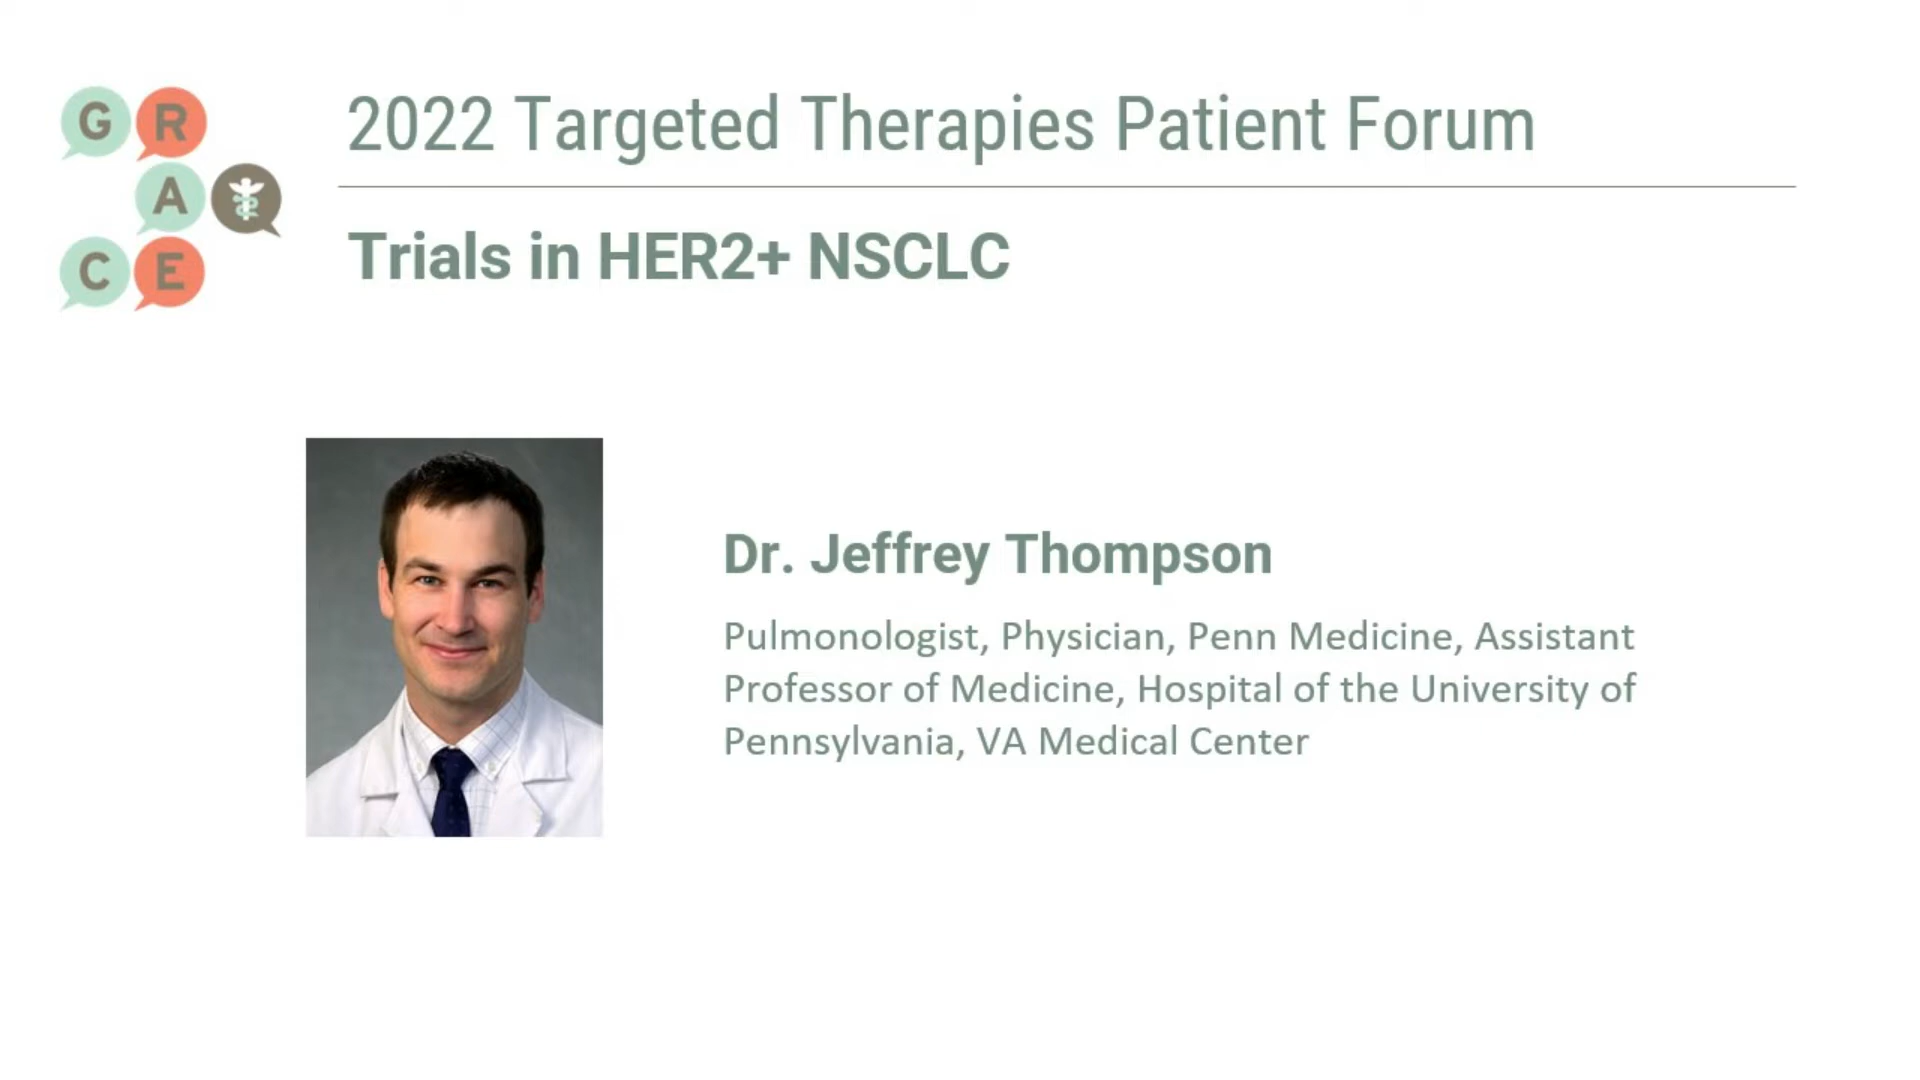 G R
A
C E
2022 Targeted Therapies Patient Forum
Trials in HER2+ NSCLC
Dr. Jeffrey Thompson
Pulmonologist, Physician, Penn Medicine, Assistant
Professor of Medicine, Hospital of the University of
Pennsylvania, VA Medical Center